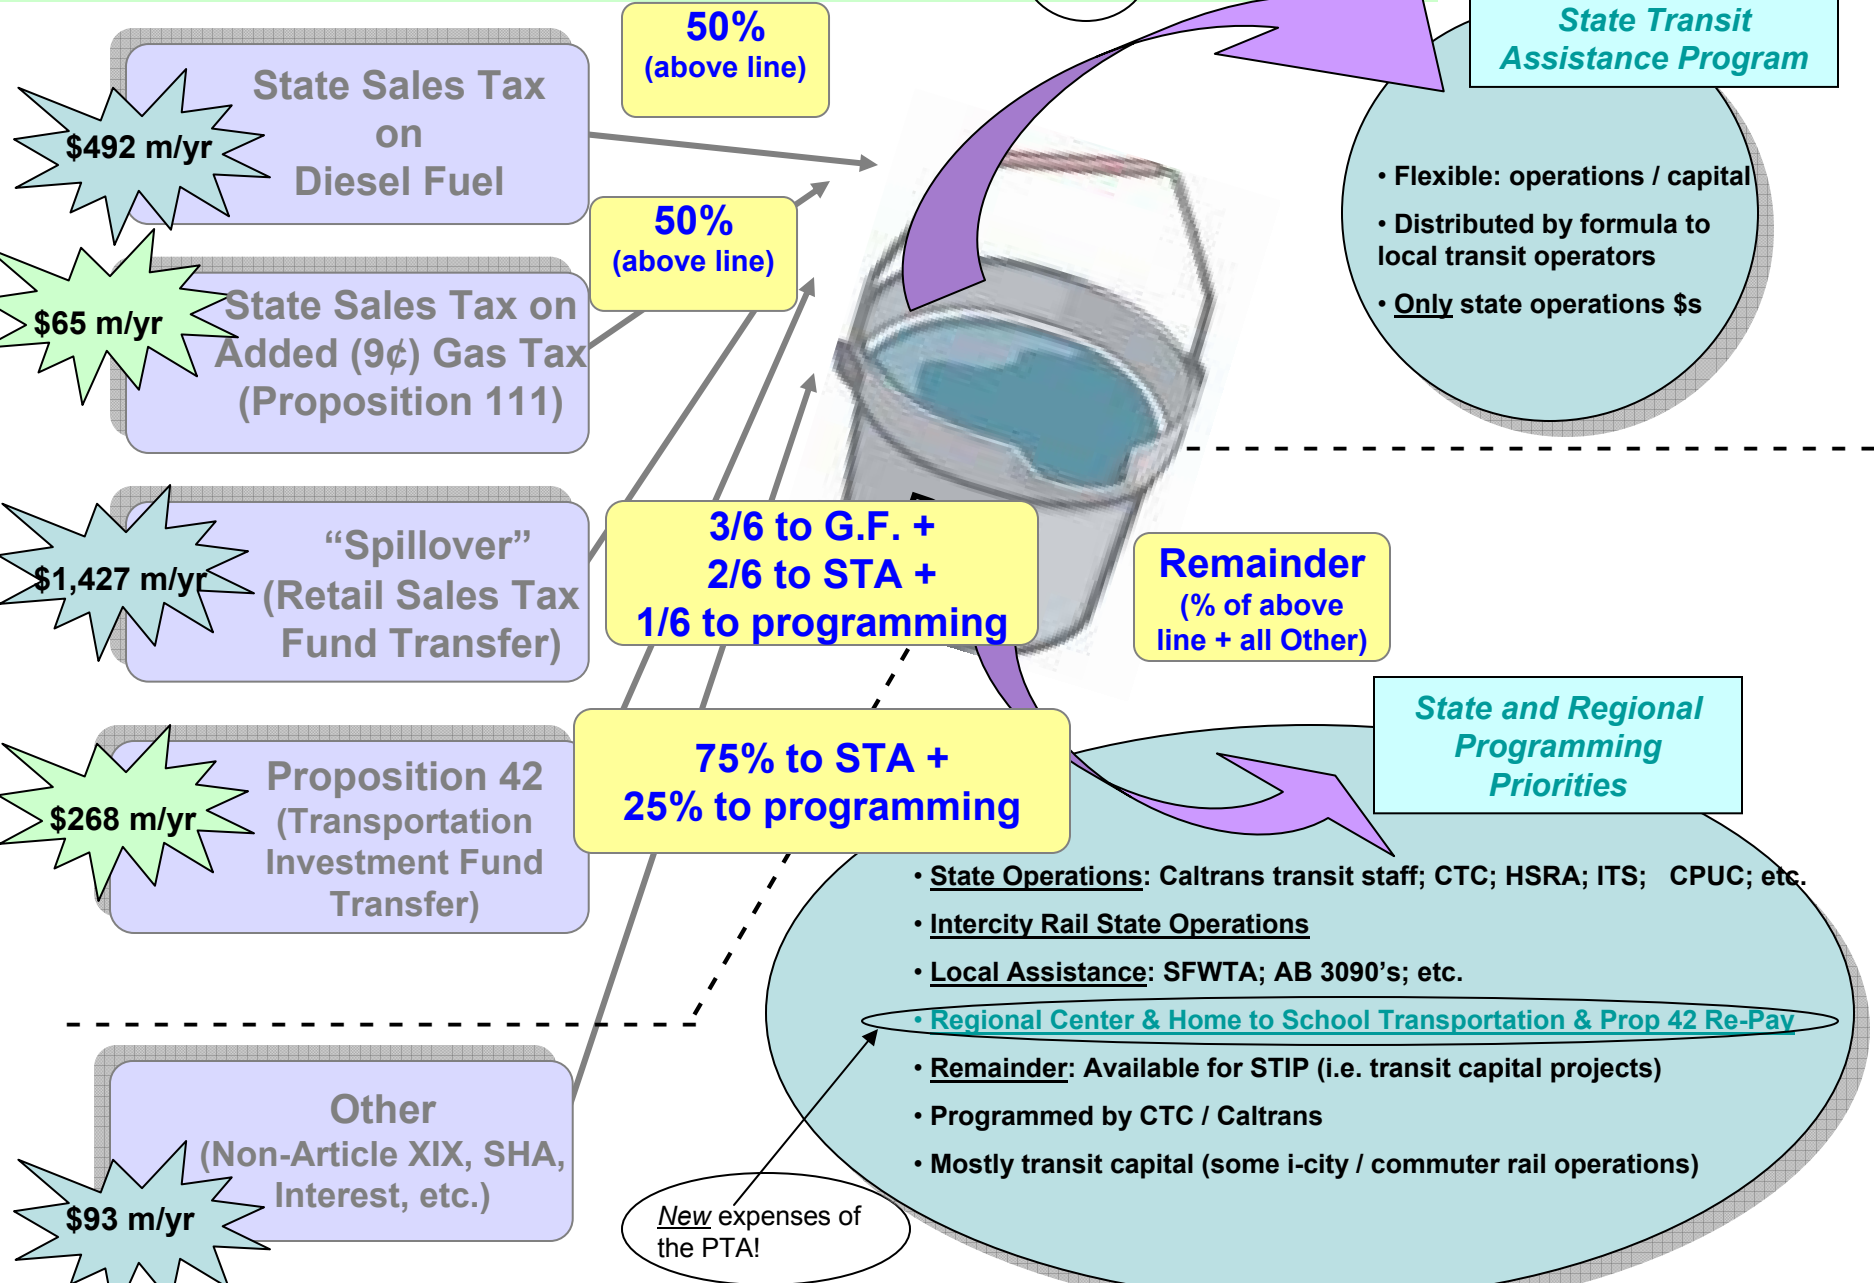 50%
(above line)
State Transit
Assistance Program
State Sales Tax
on
Diesel Fuel
$492 m/yr
• Flexible: operations / capital
• Distributed by formula to
local transit operators
• Only state operations $s
50%
(above line)
State Sales Tax on
Added (9¢) Gas Tax
(Proposition 111)
$65 m/yr
“Spillover”
(Retail Sales Tax
Fund Transfer)
$1,427 m/yr
3/6 to G.F. +
2/6 to STA +
1/6 to programming
Remainder
(% of above
line + all Other)
State and Regional
Programming
Priorities
Proposition 42
(Transportation
Investment Fund
Transfer)
$268 m/yr
75% to STA +
25% to programming
• State Operations: Caltrans transit staff; CTC; HSRA; ITS; CPUC; etc.
• Intercity Rail State Operations
• Local Assistance: SFWTA; AB 3090’s; etc.
• Regional Center & Home to School Transportation & Prop 42 Re-Pay
• Remainder: Available for STIP (i.e. transit capital projects)
• Programmed by CTC / Caltrans
• Mostly transit capital (some i-city / commuter rail operations)
Other
(Non-Article XIX, SHA,
Interest, etc.)
$93 m/yr
New expenses of
the PTA!